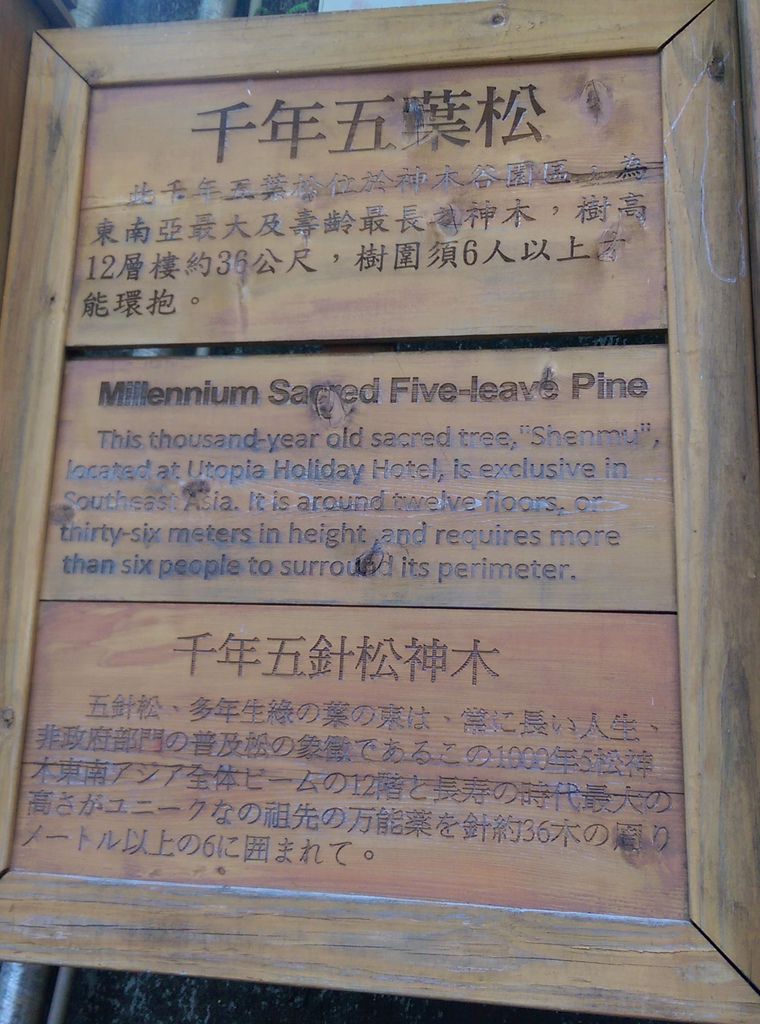 千年五葉松
此千年五葉松位於神木谷園區，為
東南亞最大及壽齡最長之神木，樹高
12層樓約36公尺，樹圍須6人以上方
能環抱。
Millennium Sacred Five-leave Pine
This thousand-year old sacred tree,"Shenmu",
located at Utopia Holiday Hotel, is exclusive in
Southeast Asia. It is around twelve floors, or
thirty-six meters in height ,and requires more
than six people to surround its perimeter.
千年五針松神木
五針松、多年生綠の葉の束は、常に長い人生、
非政府部門の普及松の象徴であるこの1000年5松神
木東南アジア全体ビームの12階と長寿の時代最大の
高さがユニークなの祖先の万能薬を針約36木の周り
メートル以上の6に囲まれて。